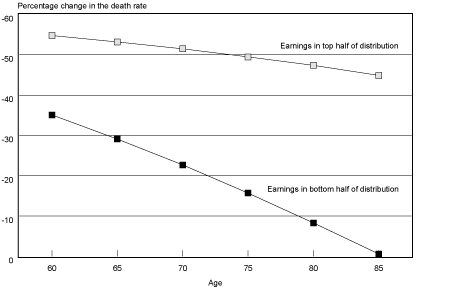 Percentage change in the death rate
-60
Earnings in top half of distribution
-50
-40
-30
-20
Earnings in bottom half of distribution
-10
0
60 65 70 75 80 85
Age